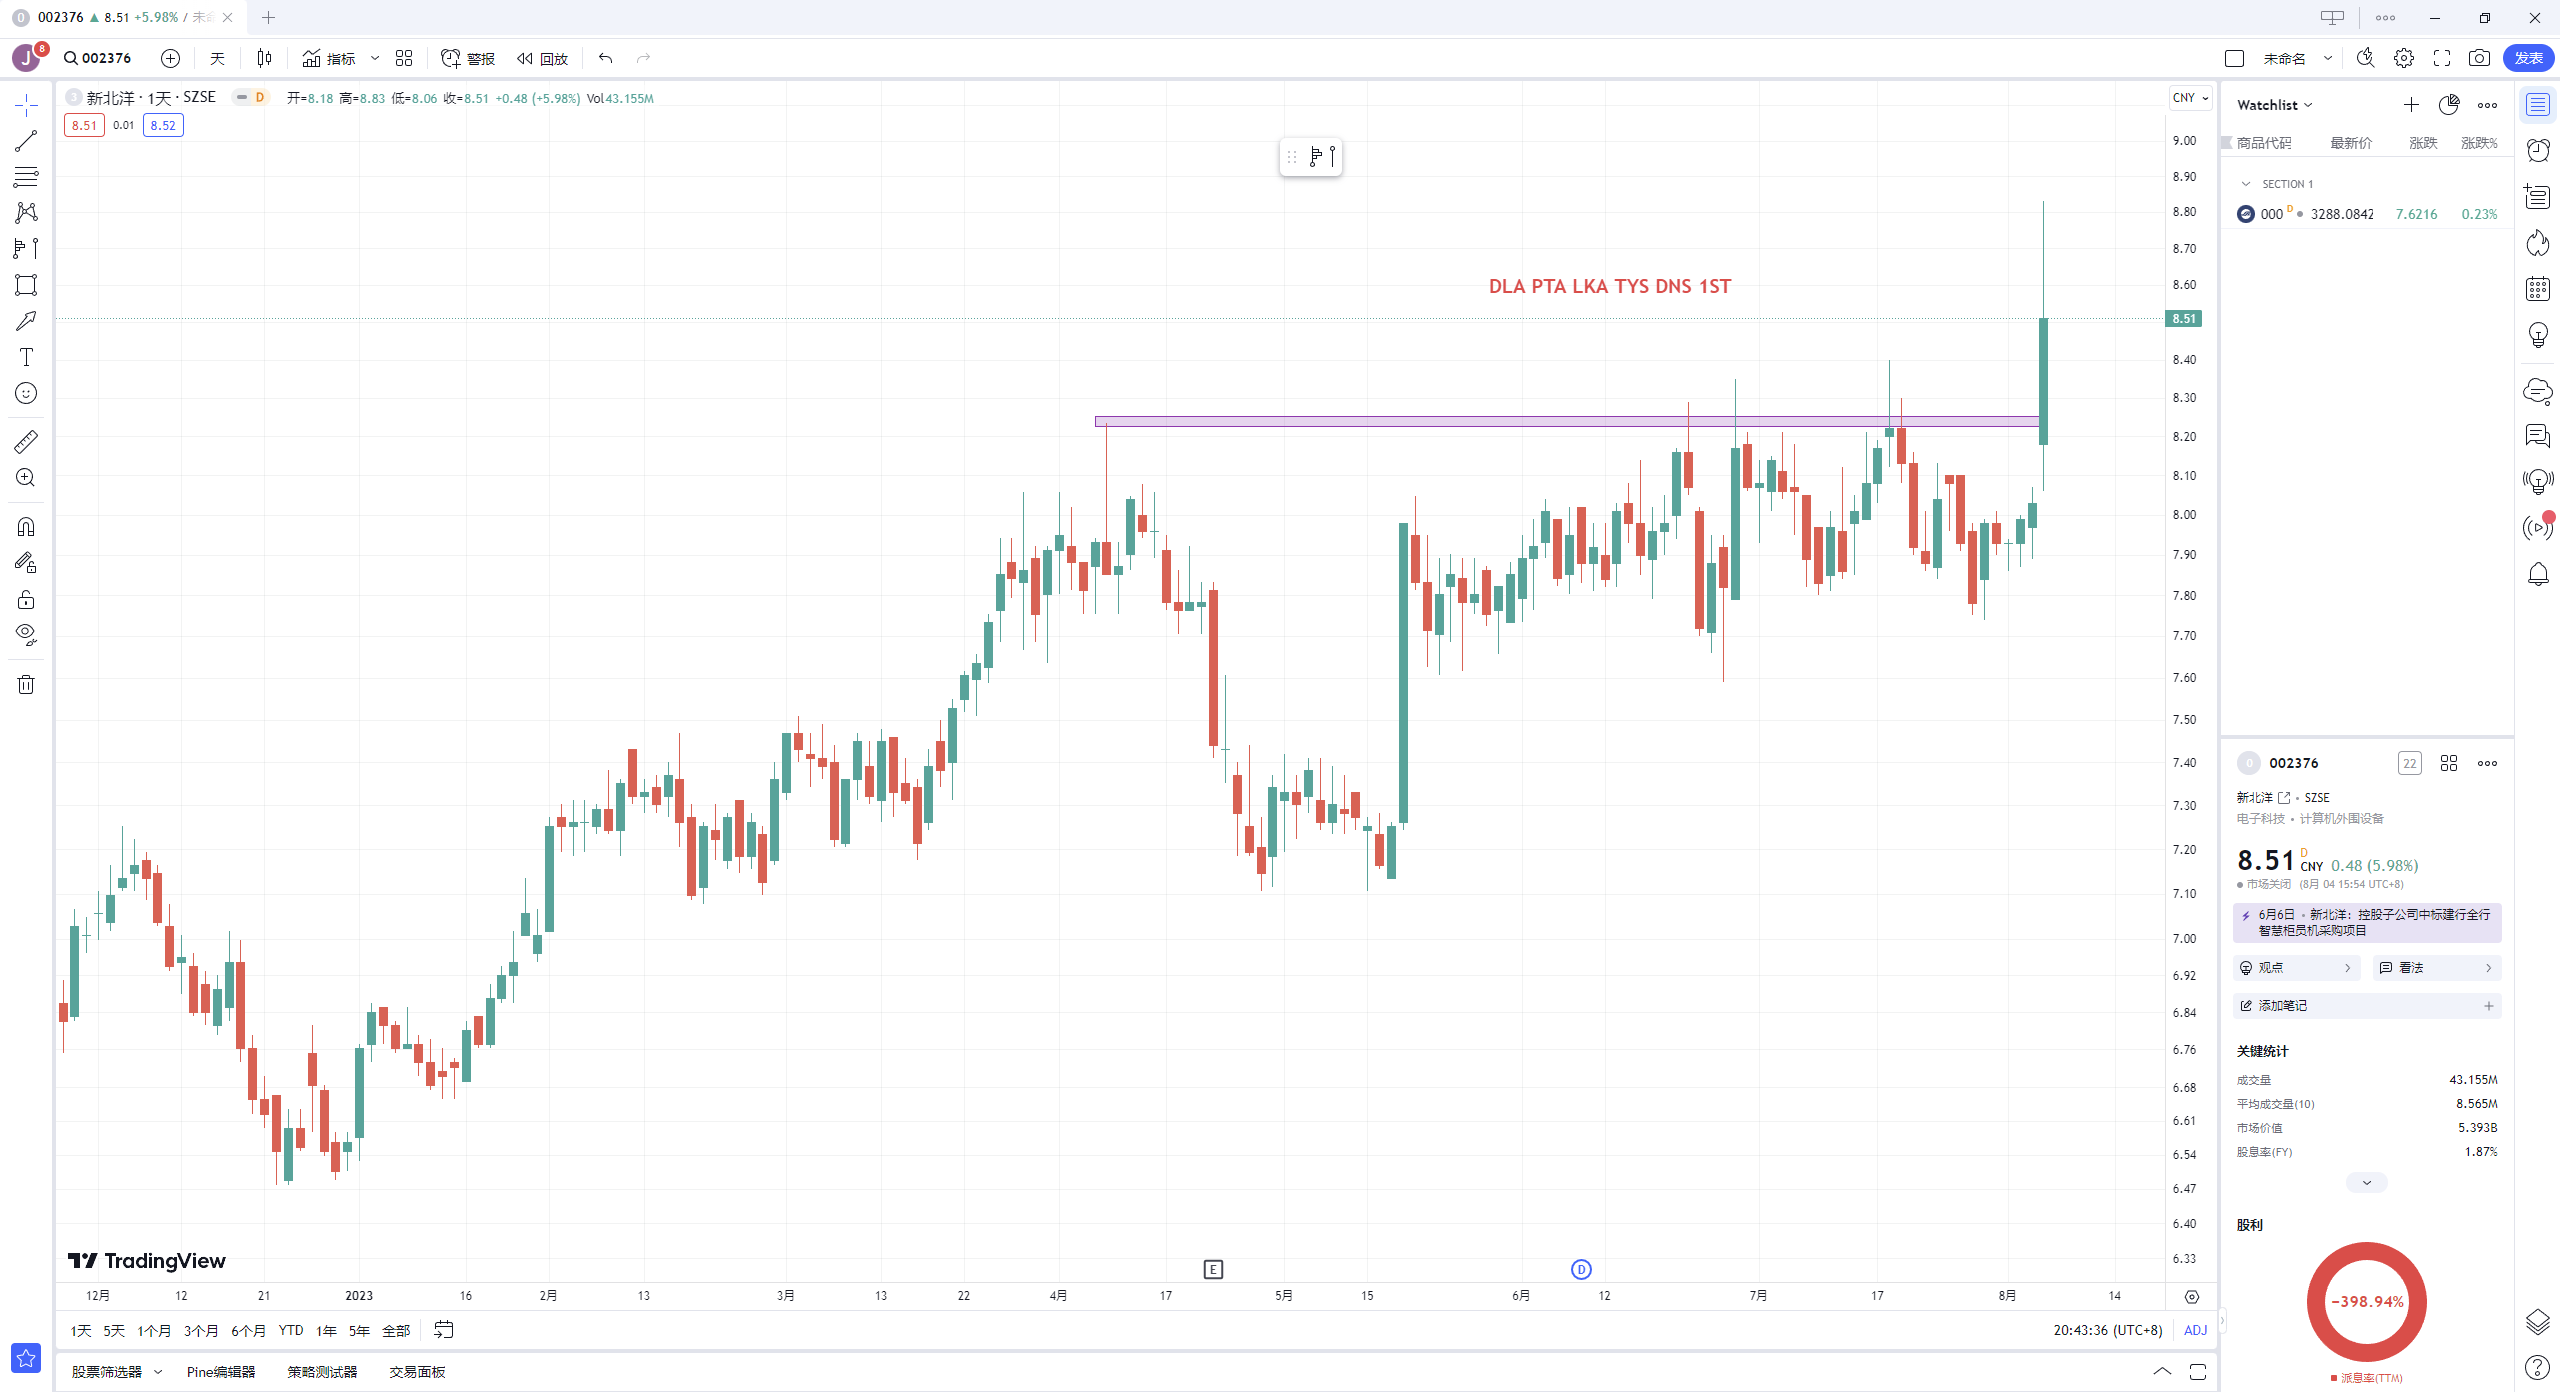 002376 ▲ 8.51 +5.98% / 未命
J 8 002376 天 指标 警报 回放 未命名 发表
新北洋 · 1天 · SZSE D 开=8.18 高=8.83 低=8.06 收=8.51 +0.48 (+5.98%) Vol43.155M
8.51 0.01 8.52
CNY
DLA PTA LKA TYS DNS 1ST
9.00
8.90
8.80
8.70
8.60
8.51
8.40
8.30
8.20
8.10
8.00
7.90
7.80
7.70
7.60
7.50
7.40
7.30
7.20
7.10
7.00
6.92
6.84
6.76
6.68
6.61
6.54
6.47
6.40
6.33
TradingView
E D
12月 12 21 2023 16 2月 13 3月 13 22 4月 17 5月 15 6月 12 7月 17 8月 14
1天 5天 1个月 3个月 6个月 YTD 1年 5年 全部 20:43:36 (UTC+8) ADJ
股票筛选器 Pine编辑器 策略测试器 交易面板
Watchlist
商品代码 最新价 涨跌 涨跌%
SECTION 1
000 D 3288.0842 7.6216 0.23%
0 002376 22
新北洋 • SZSE
电子科技 • 计算机外围设备
8.51 D CNY 0.48 (5.98%)
市场关闭 (8月 04 15:54 UTC+8)
6月6日 • 新北洋：控股子公司中标建行全行
智慧柜员机采购项目
观点 看法
添加笔记
关键统计
成交量 43.155M
平均成交量(10) 8.565M
市场价值 5.393B
股息率(FY) 1.87%
股利
−398.94%
派息率(TTM)